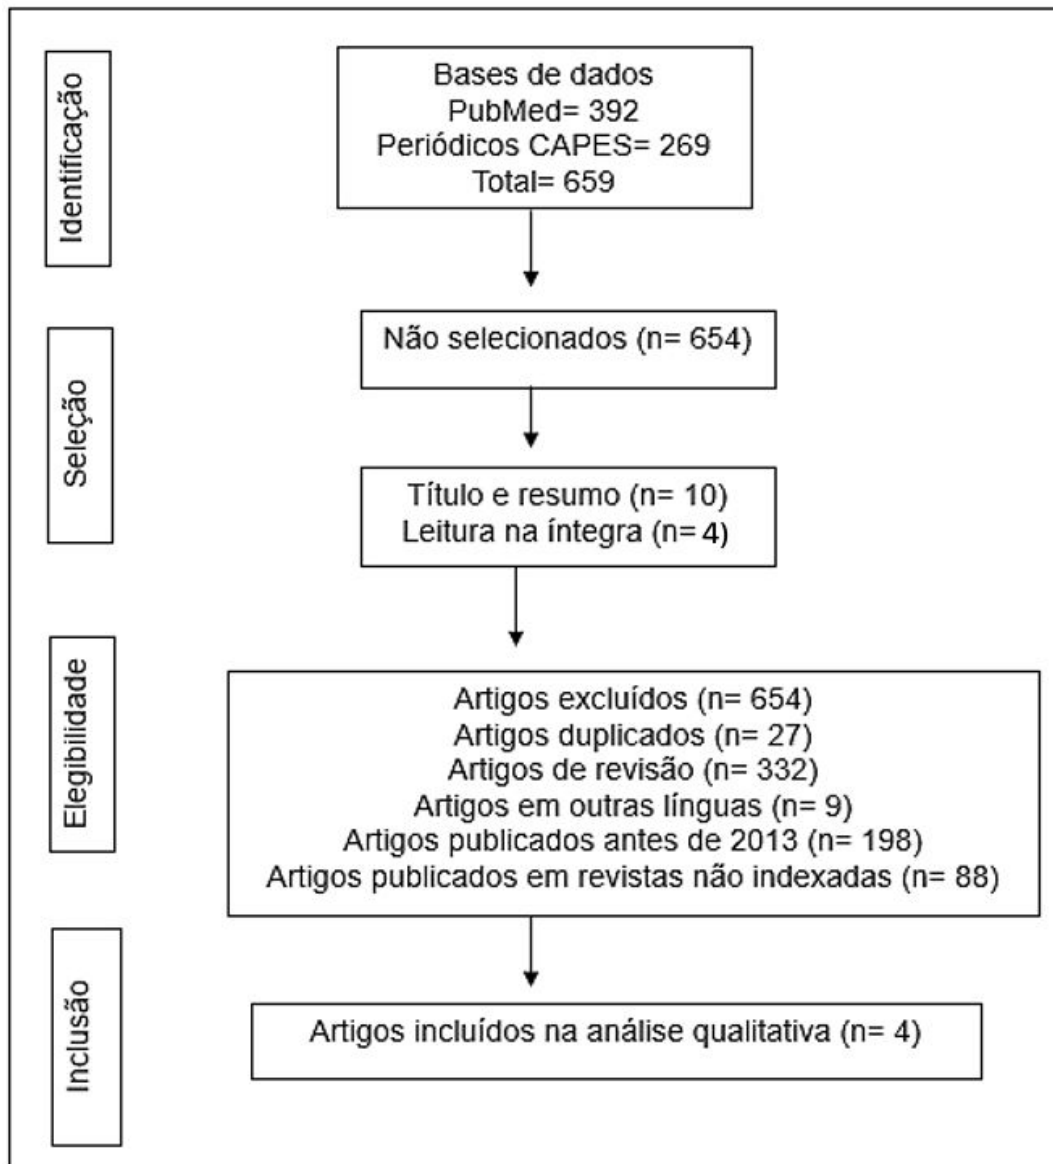 Identificação
Bases de dados
PubMed= 392
Periódicos CAPES= 269
Total= 659
Seleção
Não selecionados (n= 654)
Título e resumo (n= 10)
Leitura na íntegra (n= 4)
Elegibilidade
Artigos excluídos (n= 654)
Artigos duplicados (n= 27)
Artigos de revisão (n= 332)
Artigos em outras línguas (n= 9)
Artigos publicados antes de 2013 (n= 198)
Artigos publicados em revistas não indexadas (n= 88)
Inclusão
Artigos incluídos na análise qualitativa (n= 4)